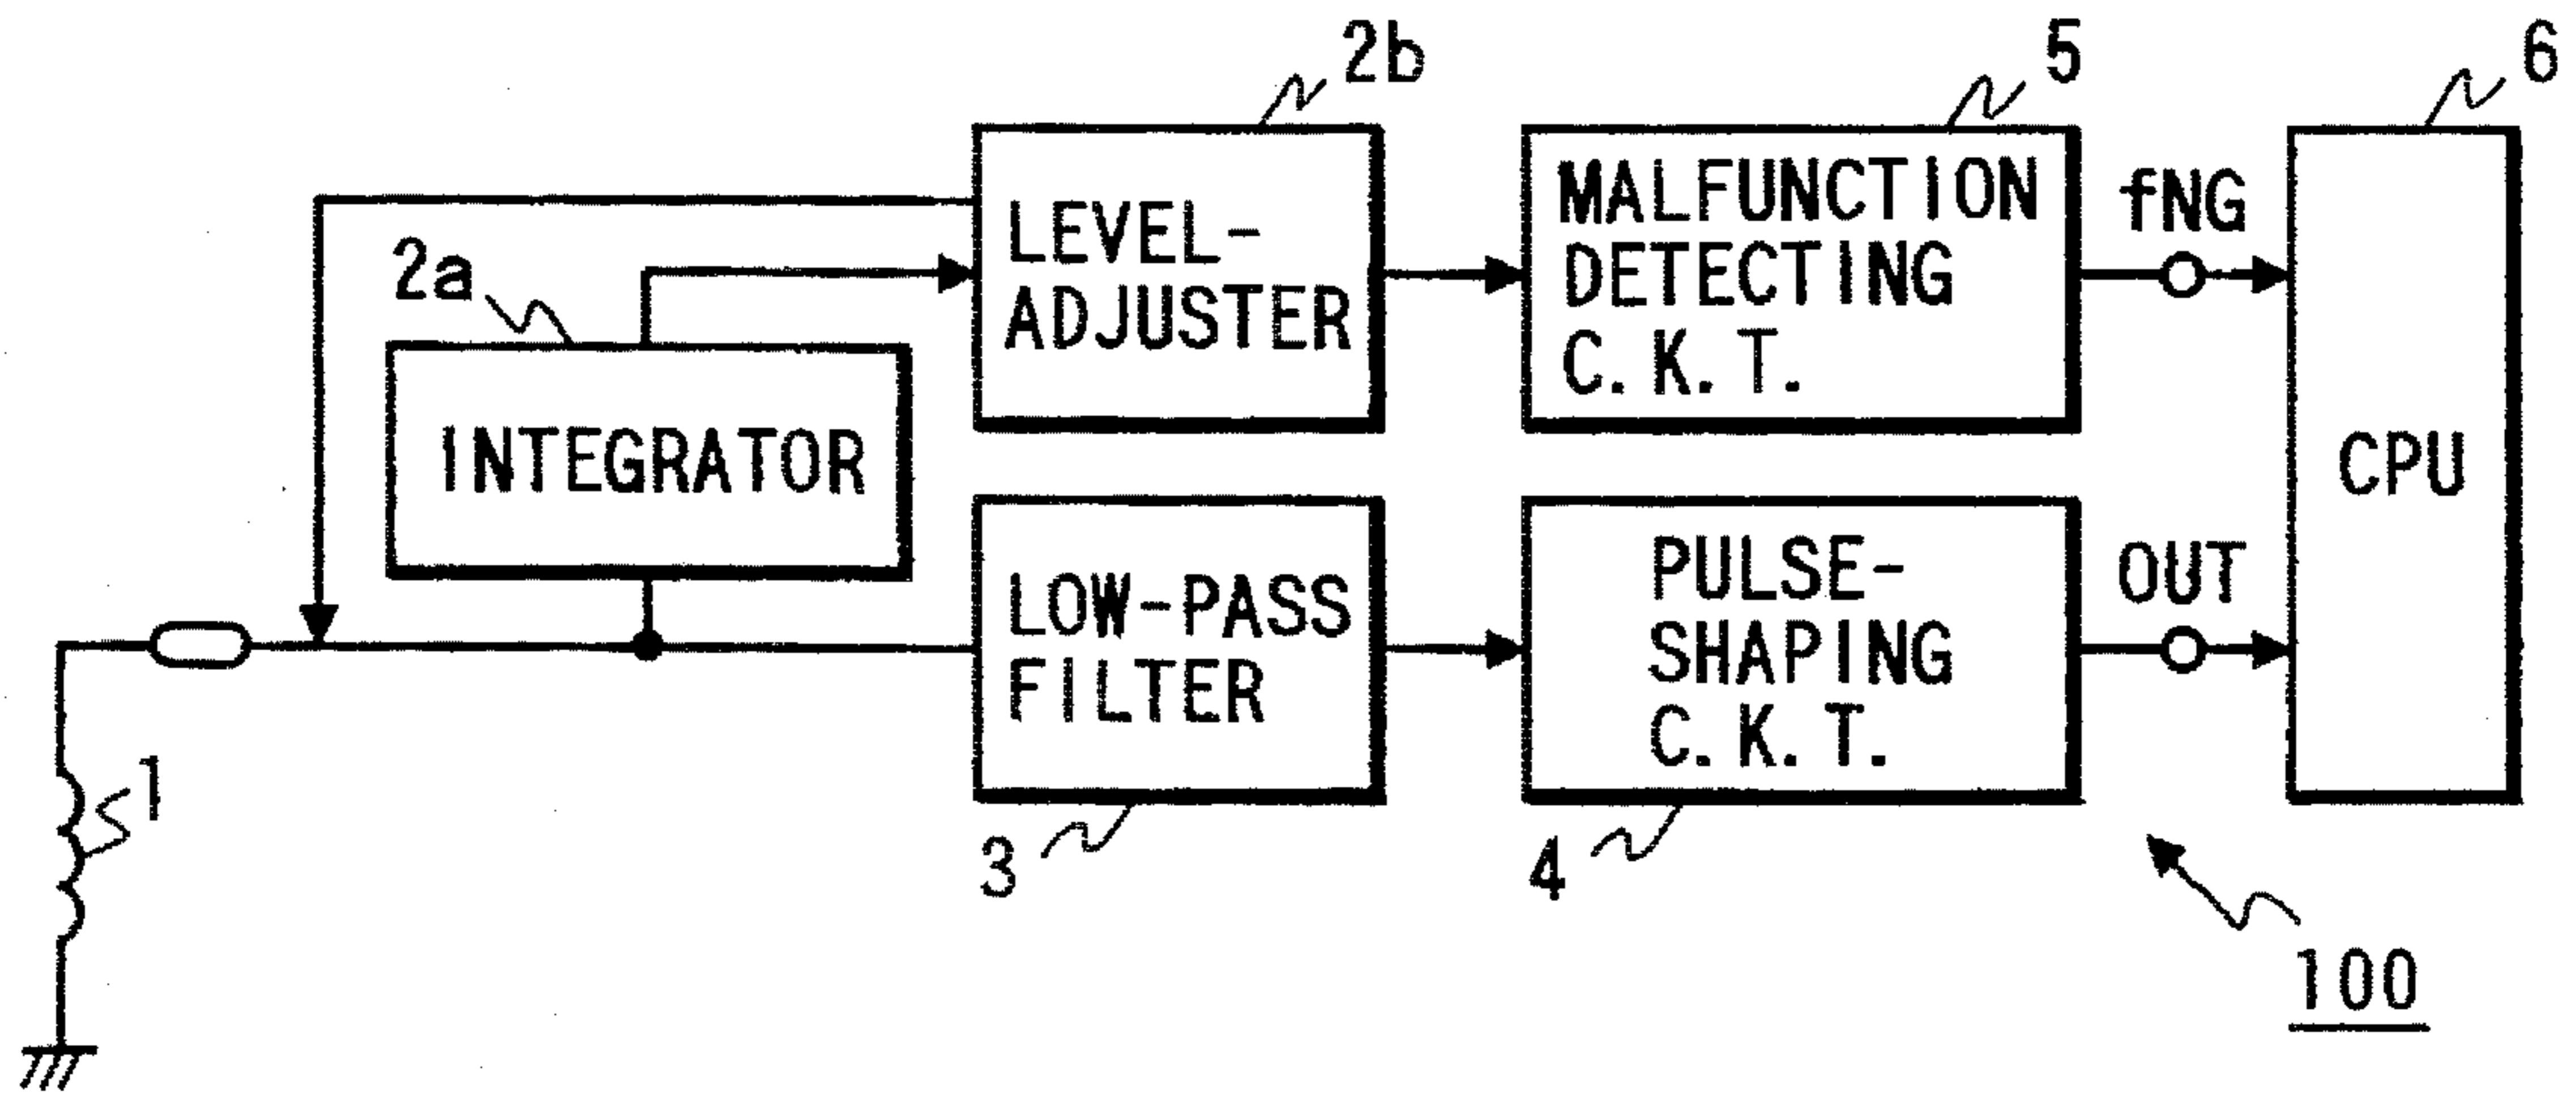 2b
5
6
LEVEL-
ADJUSTER
MALFUNCTION
DETECTING
C.K.T.
fNG
2a
INTEGRATOR
CPU
LOW-PASS
FILTER
PULSE-
SHAPING
C.K.T.
OUT
1
3
4
100